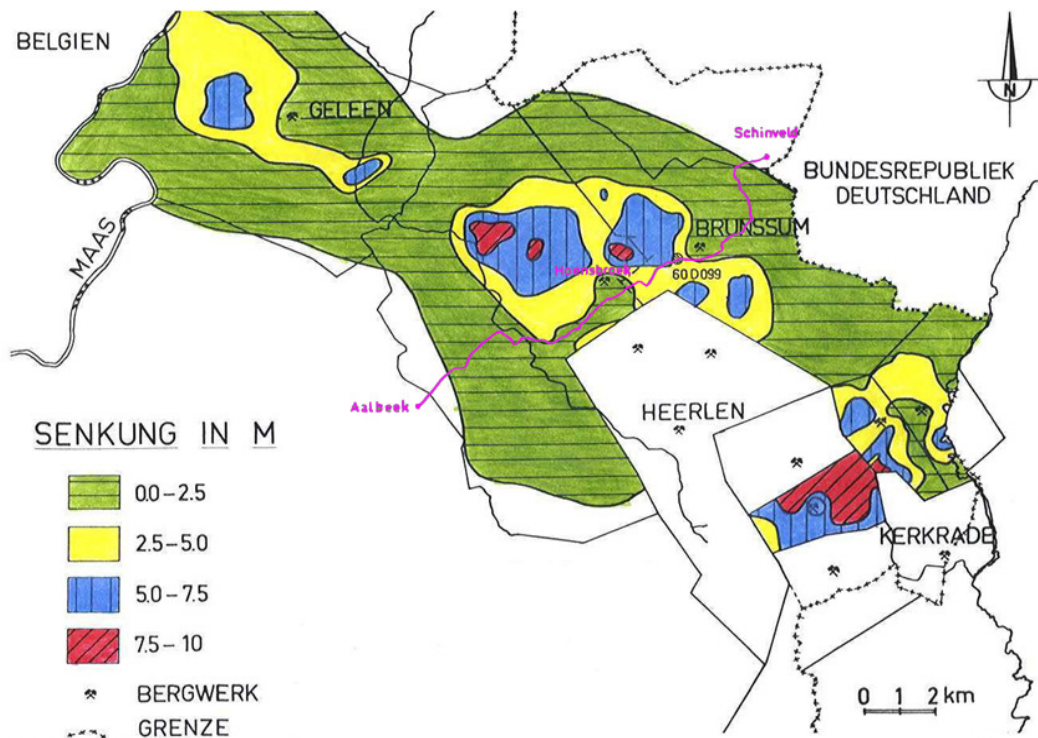 BELGIEN
GELEEN
Schinveld
N
BUNDESREPUBLIEK
DEUTSCHLAND
MAAS
BRUNSSUM
Hoensbroek
60D099
Aalbeek
HEERLEN
KERKRADE
SENKUNG IN M
0.0-2.5
2.5-5.0
5.0-7.5
7.5-10
BERGWERK
GRENZE
0 1 2 km